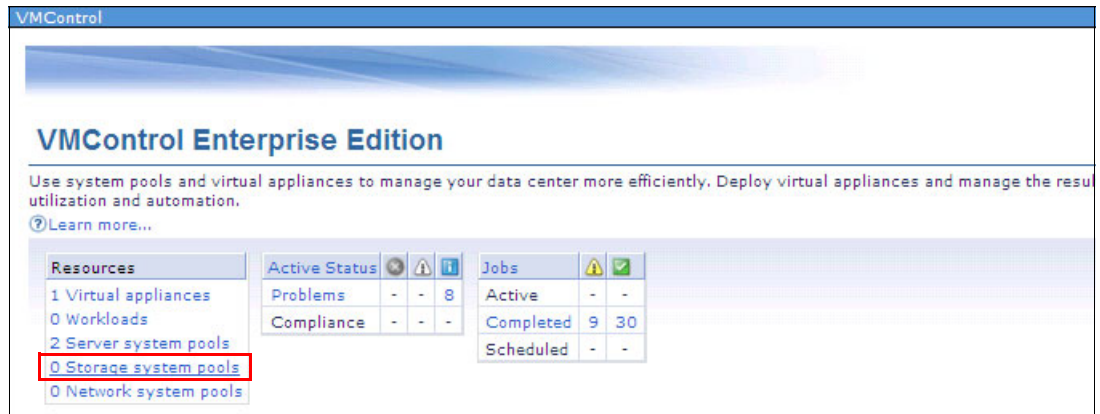 VMControl
VMControl Enterprise Edition
Use system pools and virtual appliances to manage your data center more efficiently. Deploy virtual appliances and manage the resul
utilization and automation.
?Learn more...
Resources
1 Virtual appliances
0 Workloads
2 Server system pools
0 Storage system pools
0 Network system pools
Active Status
Problems - - 8
Compliance - - -
Jobs
Active - -
Completed 9 30
Scheduled - -